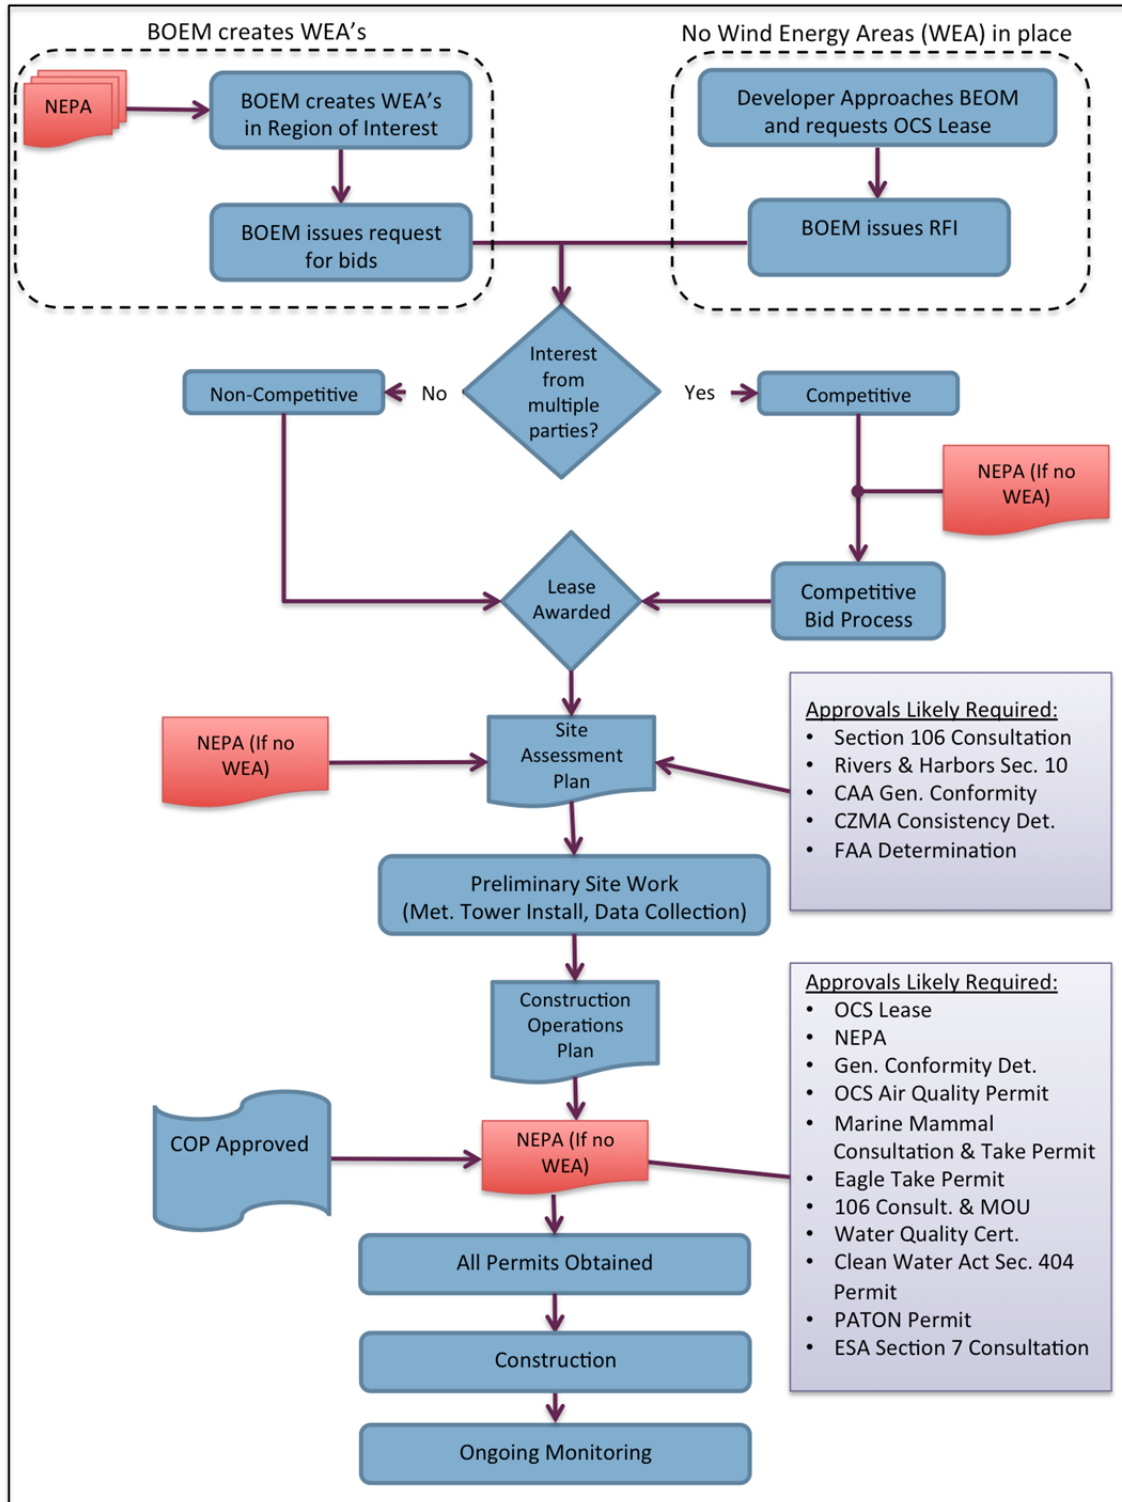 BOEM creates WEA's
No Wind Energy Areas (WEA) in place
NEPA
BOEM creates WEA's
in Region of Interest
Developer Approaches BEOM
and requests OCS Lease
BOEM issues request
for bids
BOEM issues RFI
Interest
from
multiple
parties?
Non-Competitive
No
Yes
Competitive
NEPA (If no
WEA)
Lease
Awarded
Competitive
Bid Process
NEPA (If no
WEA)
Site
Assessment
Plan
Approvals Likely Required:
• Section 106 Consultation
• Rivers & Harbors Sec. 10
• CAA Gen. Conformity
• CZMA Consistency Det.
• FAA Determination
Preliminary Site Work
(Met. Tower Install, Data Collection)
Construction
Operations
Plan
COP Approved
NEPA (If no
WEA)
Approvals Likely Required:
• OCS Lease
• NEPA
• Gen. Conformity Det.
• OCS Air Quality Permit
• Marine Mammal
Consultation & Take Permit
• Eagle Take Permit
• 106 Consult. & MOU
• Water Quality Cert.
• Clean Water Act Sec. 404
Permit
• PATON Permit
• ESA Section 7 Consultation
All Permits Obtained
Construction
Ongoing Monitoring